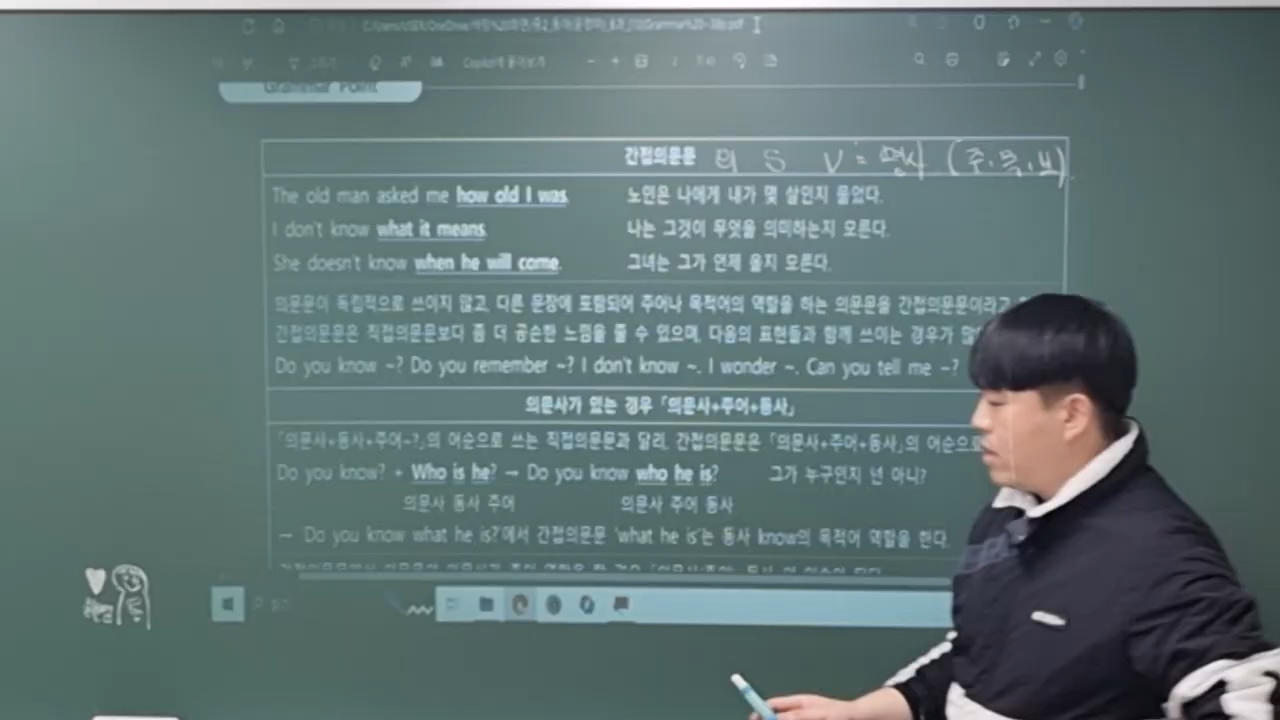 Grammar Point
간접의문문 의 S V = 명사 (주·목·보)
The old man asked me how old I was. 노인은 나에게 내가 몇 살인지 물었다.
I don't know what it means. 나는 그것이 무엇을 의미하는지 모른다.
She doesn't know when he will come. 그녀는 그가 언제 올지 모른다.
의문문이 독립적으로 쓰이지 않고, 다른 문장에 포함되어 주어나 목적어의 역할을 하는 의문문을 간접의문문이라고
간접의문문은 직접의문문보다 좀 더 공손한 느낌을 줄 수 있으며, 다음의 표현들과 함께 쓰이는 경우가
Do you know ~? Do you remember ~? I don't know ~. I wonder ~. Can you tell me ~?
의문사가 있는 경우 「의문사+주어+동사」
「의문사+동사+주어~?」의 어순으로 쓰는 직접의문문과 달리, 간접의문문은 「의문사+주어+동사」의 어순으로
Do you know? + Who is he? → Do you know who he is? 그가 누구인지 넌 아니?
의문사 동사 주어 의문사 주어 동사
→ Do you know what he is?'에서 간접의문문 'what he is'는 동사 know의 목적어 역할을 한다.